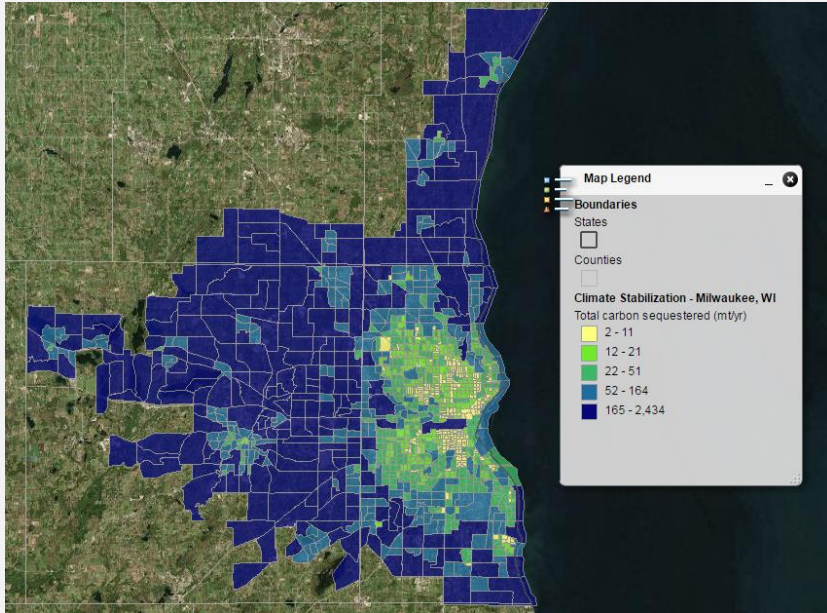 Map Legend
Boundaries
States
Counties
Climate Stabilization - Milwaukee, WI
Total carbon sequestered (mt/yr)
2 - 11
12 - 21
22 - 51
52 - 164
165 - 2,434